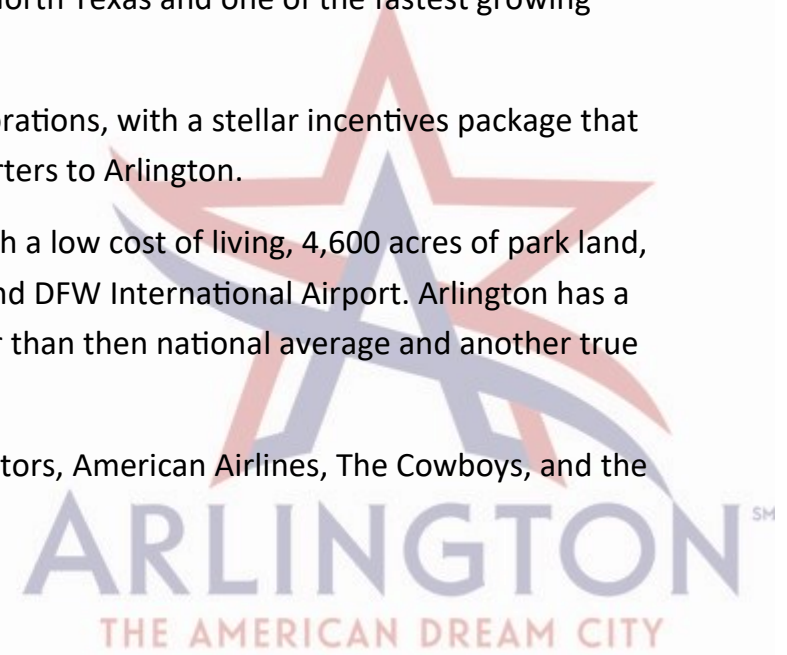 North Texas and one of the fastest growing
orations, with a stellar incentives package that
rters to Arlington.
h a low cost of living, 4,600 acres of park land,
nd DFW International Airport. Arlington has a
r than then national average and another true
tors, American Airlines, The Cowboys, and the
ARLINGTON SM
THE AMERICAN DREAM CITY